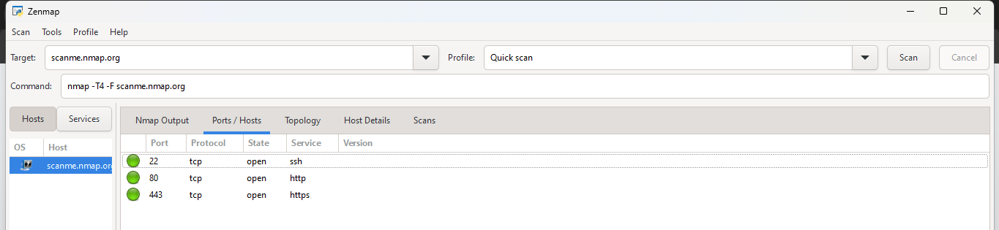 Zenmap
Scan Tools Profile Help
Target: scanme.nmap.org Profile: Quick scan Scan Cancel
Command: nmap -T4 -F scanme.nmap.org
Hosts Services Nmap Output Ports / Hosts Topology Host Details Scans
OS Host Port Protocol State Service Version
scanme.nmap.org 22 tcp open ssh
80 tcp open http
443 tcp open https